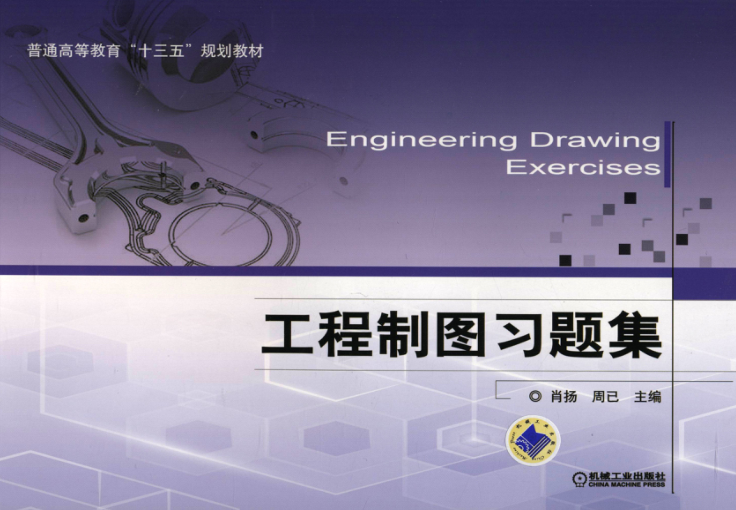 普通高等教育“十三五”规划教材
Engineering Drawing
Exercises
工程制图习题集
◎ 肖扬 周已 主编
机械工业出版社
CHINA MACHINE PRESS